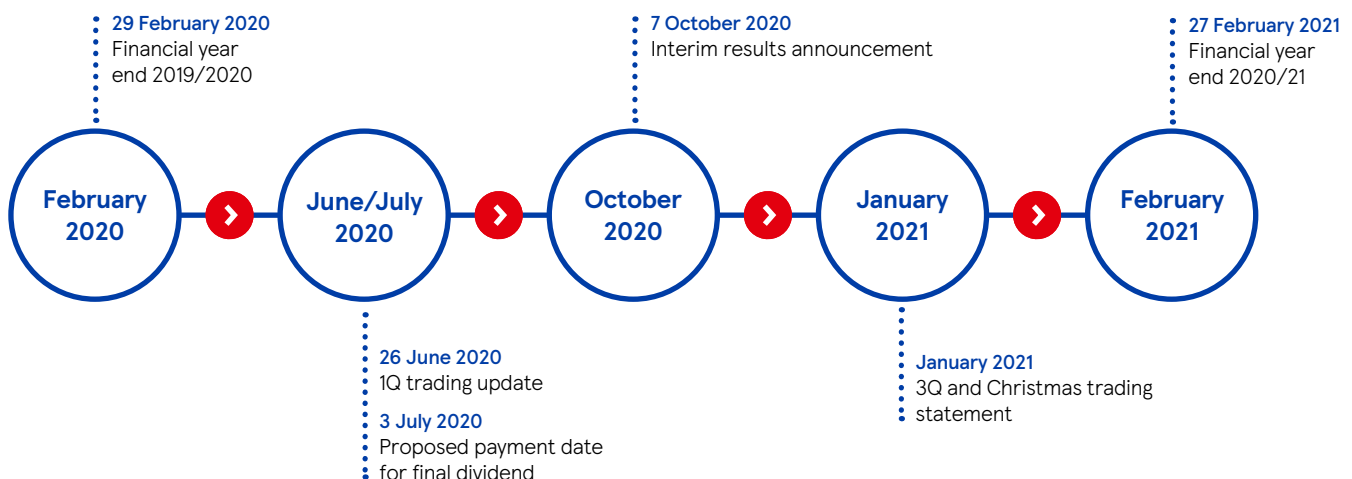 29 February 2020
Financial year
end 2019/2020
7 October 2020
Interim results announcement
27 February 2021
Financial year
end 2020/21
February
2020
June/July
2020
October
2020
January
2021
February
2021
26 June 2020
1Q trading update
3 July 2020
Proposed payment date
for final dividend
January 2021
3Q and Christmas trading
statement